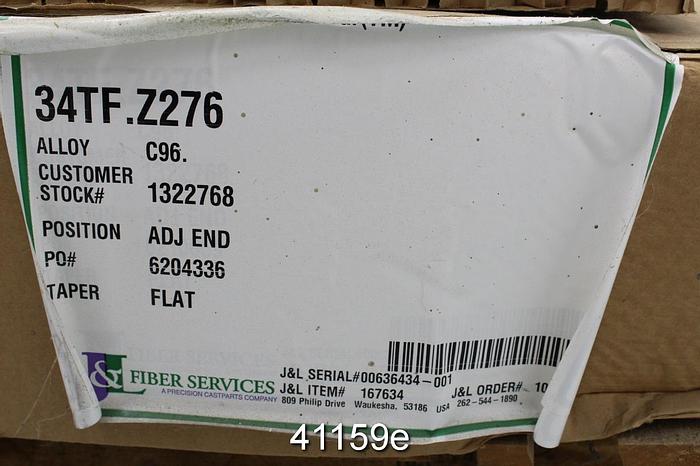 34TF.Z276
ALLOY C96.
CUSTOMER
STOCK# 1322768
POSITION ADJ END
PO# 6204336
TAPER FLAT
J&L FIBER SERVICES
A PRECISION CASTPARTS COMPANY
J&L SERIAL#00636434-001
J&L ITEM# 167634 J&L ORDER# 10
809 Philip Drive Waukesha, 53186 USA 262-544-1890
41159e